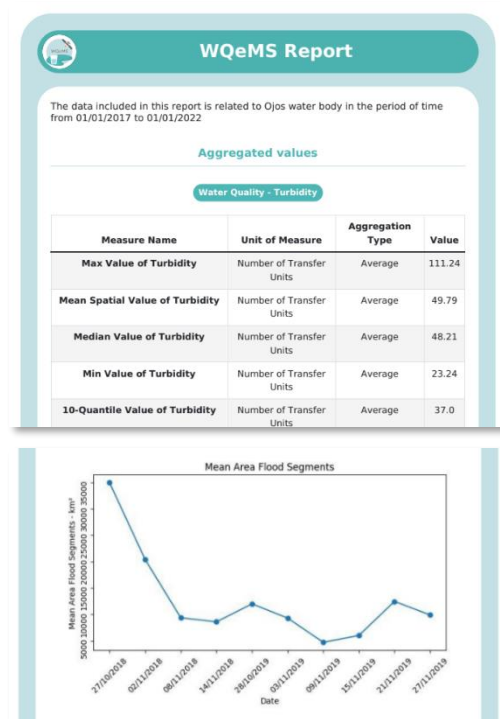 WQeMS Report
The data included in this report is related to Ojos water body in the period of time
from 01/01/2017 to 01/01/2022
Aggregated values
Water Quality - Turbidity
Measure Name Unit of Measure Aggregation Type Value
Max Value of Turbidity Number of Transfer Units Average 111.24
Mean Spatial Value of Turbidity Number of Transfer Units Average 49.79
Median Value of Turbidity Number of Transfer Units Average 48.21
Min Value of Turbidity Number of Transfer Units Average 23.24
10-Quantile Value of Turbidity Number of Transfer Units Average 37.0
Mean Area Flood Segments
Mean Area Flood Segments - km²
5000 10000 15000 20000 25000 30000 35000
27/10/2018 02/11/2018 08/11/2018 14/11/2018 28/10/2019 03/11/2019 09/11/2019 15/11/2019 21/11/2019 27/11/2019
Date